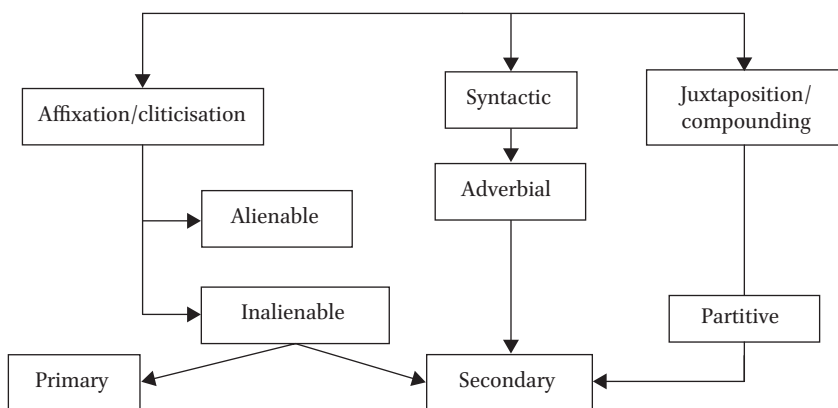 Affixation/cliticisation
Syntactic
Juxtaposition/
compounding
Adverbial
Alienable
Inalienable
Partitive
Primary
Secondary